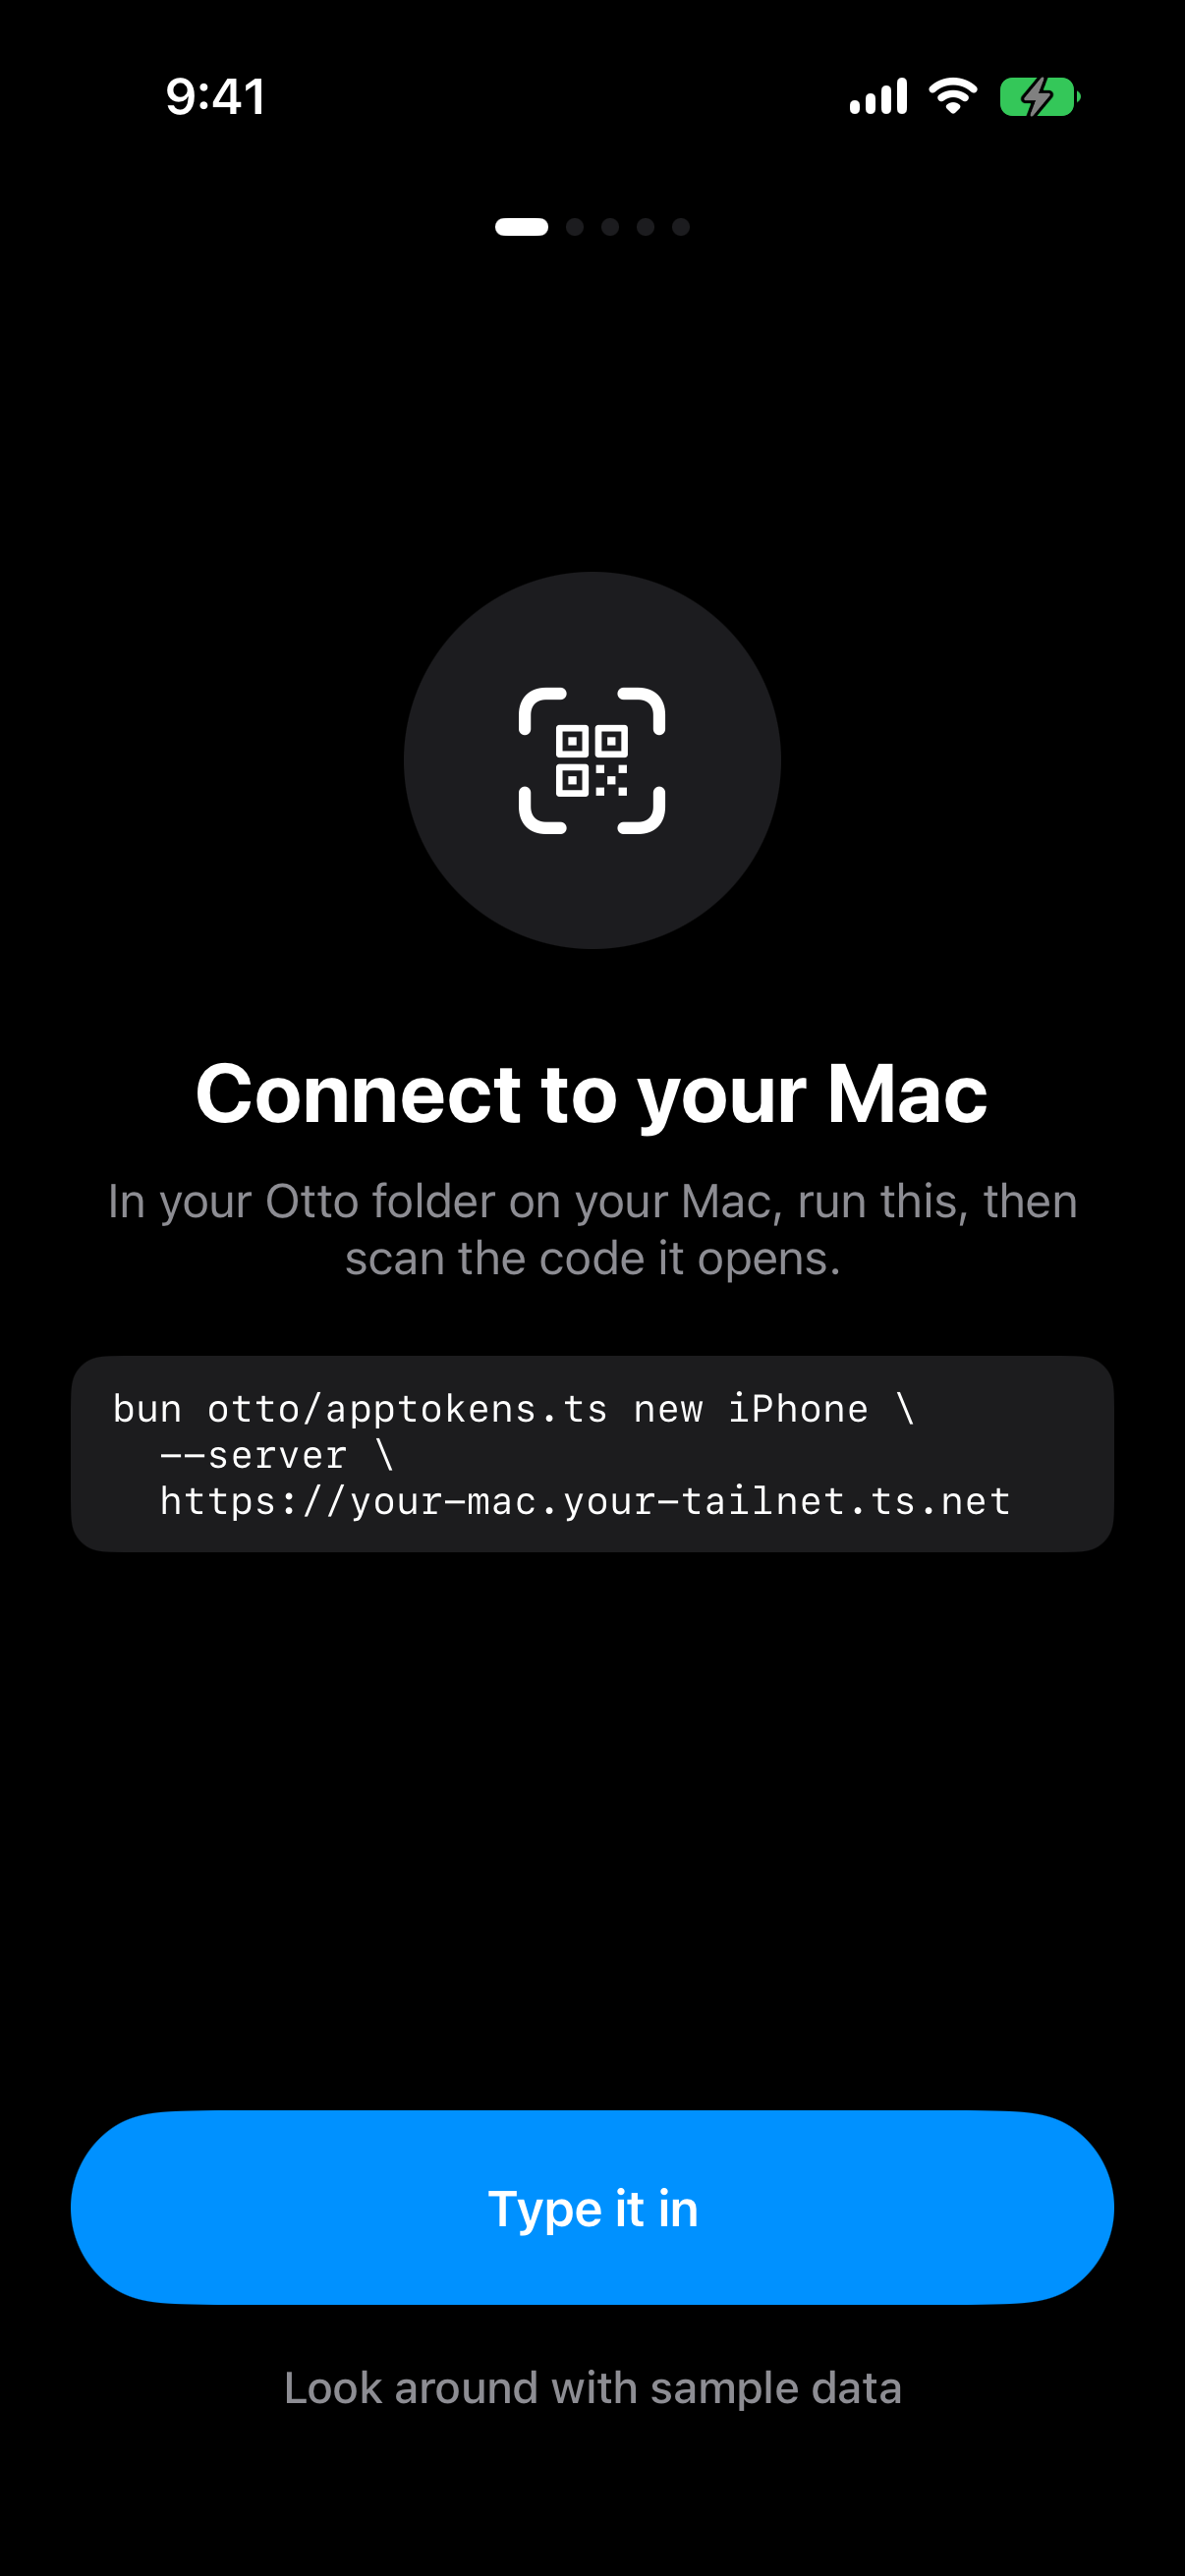 9:41
Connect to your Mac
In your Otto folder on your Mac, run this, then
scan the code it opens.
bun otto/apptokens.ts new iPhone \
  --server \
  https://your-mac.your-tailnet.ts.net
Type it in
Look around with sample data